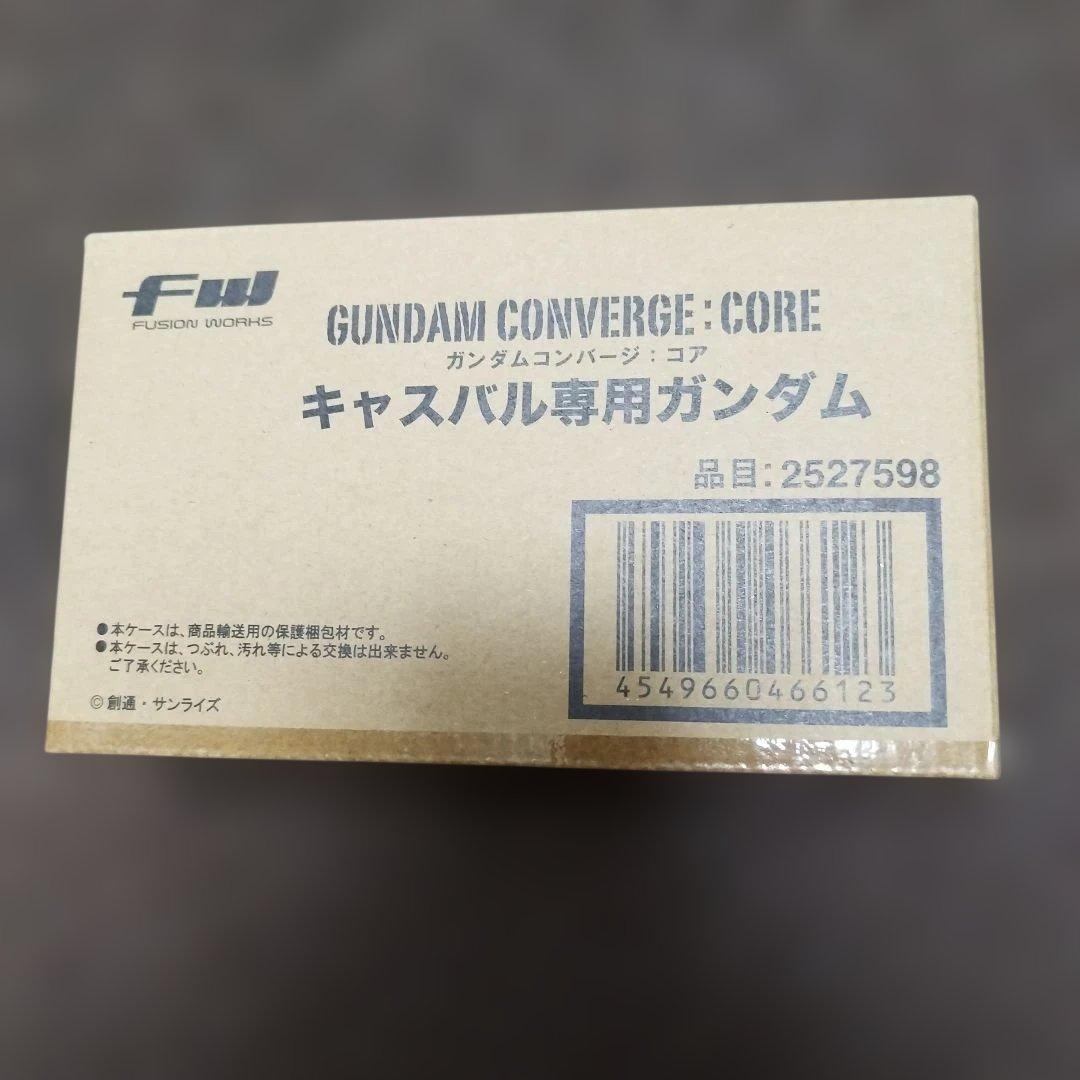 FW
FUSION WORKS
GUNDAM CONVERGE:CORE
ガンダムコンバージ:コア
キャスバル専用ガンダム
品目:2527598
4549660466123
●本ケースは、商品輸送用の保護梱包材です。
●本ケースは、つぶれ、汚れ等による交換は出来ません。
ご了承ください。
©創通・サンライズ